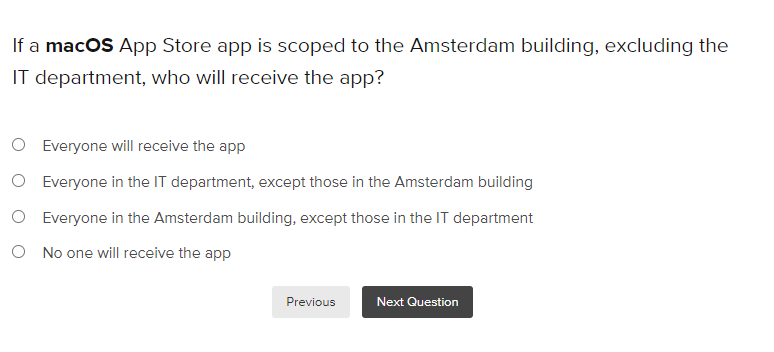 If a macOS App Store app is scoped to the Amsterdam building, excluding the
IT department, who will receive the app?
Everyone will receive the app
Everyone in the IT department, except those in the Amsterdam building
Everyone in the Amsterdam building, except those in the IT department
No one will receive the app
Previous Next Question